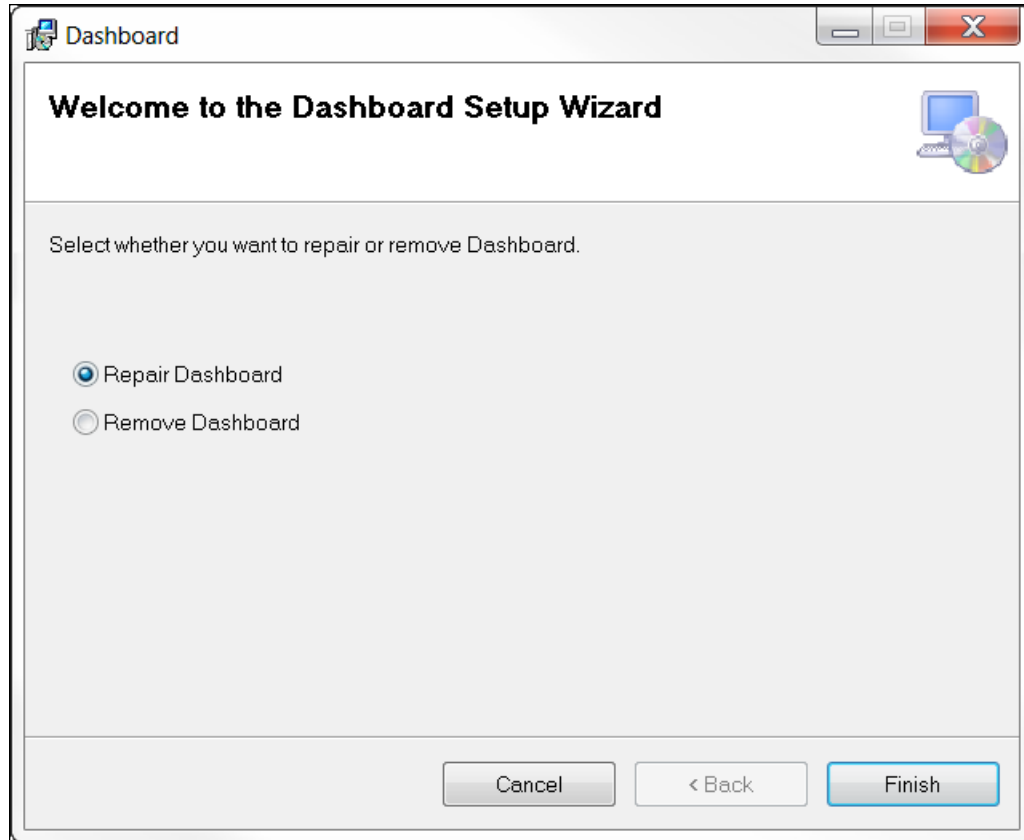 Dashboard
Welcome to the Dashboard Setup Wizard
Select whether you want to repair or remove Dashboard.
Repair Dashboard
Remove Dashboard
Cancel
< Back
Finish